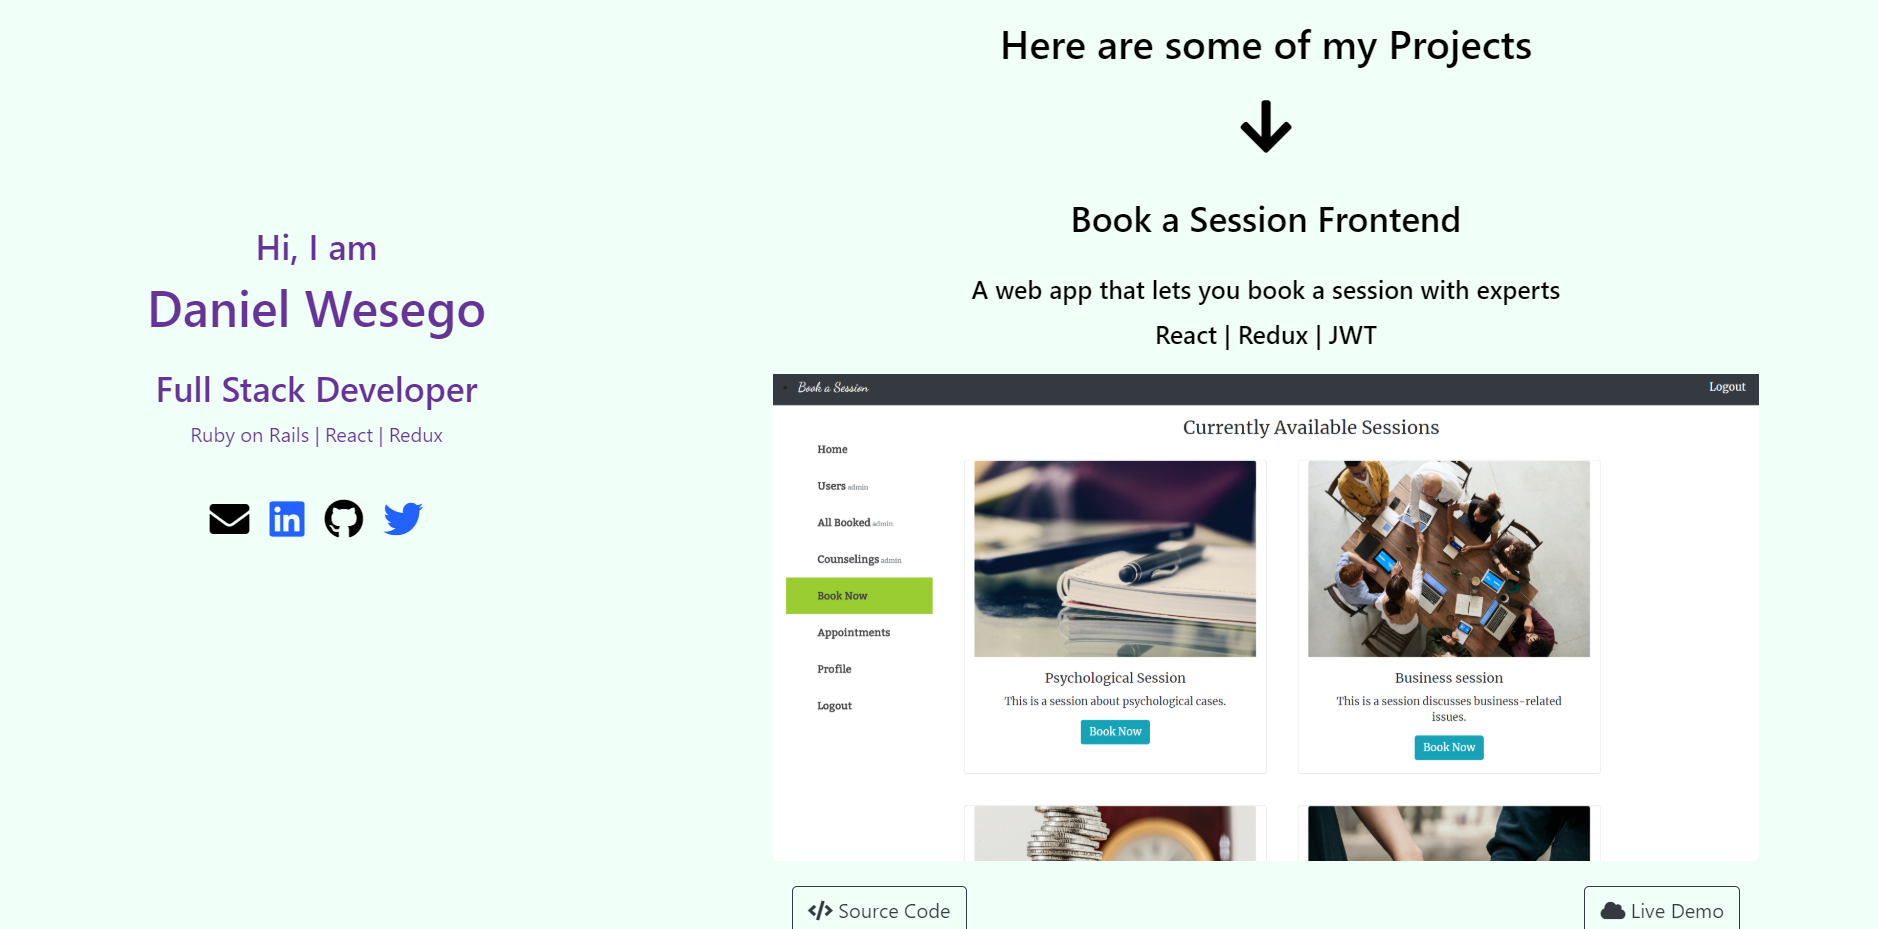 Hi, I am
Daniel Wesego
Full Stack Developer
Ruby on Rails | React | Redux
Here are some of my Projects
Book a Session Frontend
A web app that lets you book a session with experts
React | Redux | JWT
Book a Session
Logout
Home
Users admin
All Booked admin
Counselings admin
Book Now
Appointments
Profile
Logout
Currently Available Sessions
Psychological Session
This is a session about psychological cases.
Book Now
Business session
This is a session discusses business-related
issues.
Book Now
Source Code
Live Demo